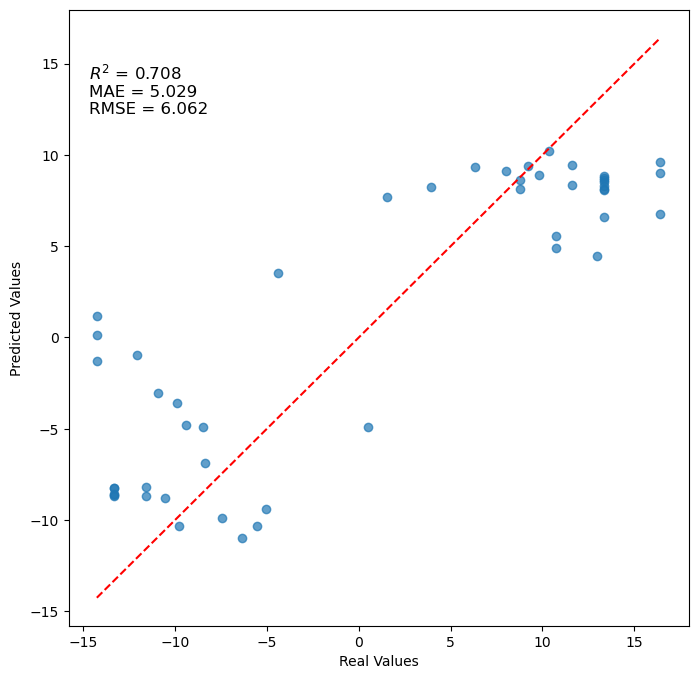 R² = 0.708
MAE = 5.029
RMSE = 6.062
15
10
5
0
−5
−10
−15
Predicted Values
−15 −10 −5 0 5 10 15
Real Values